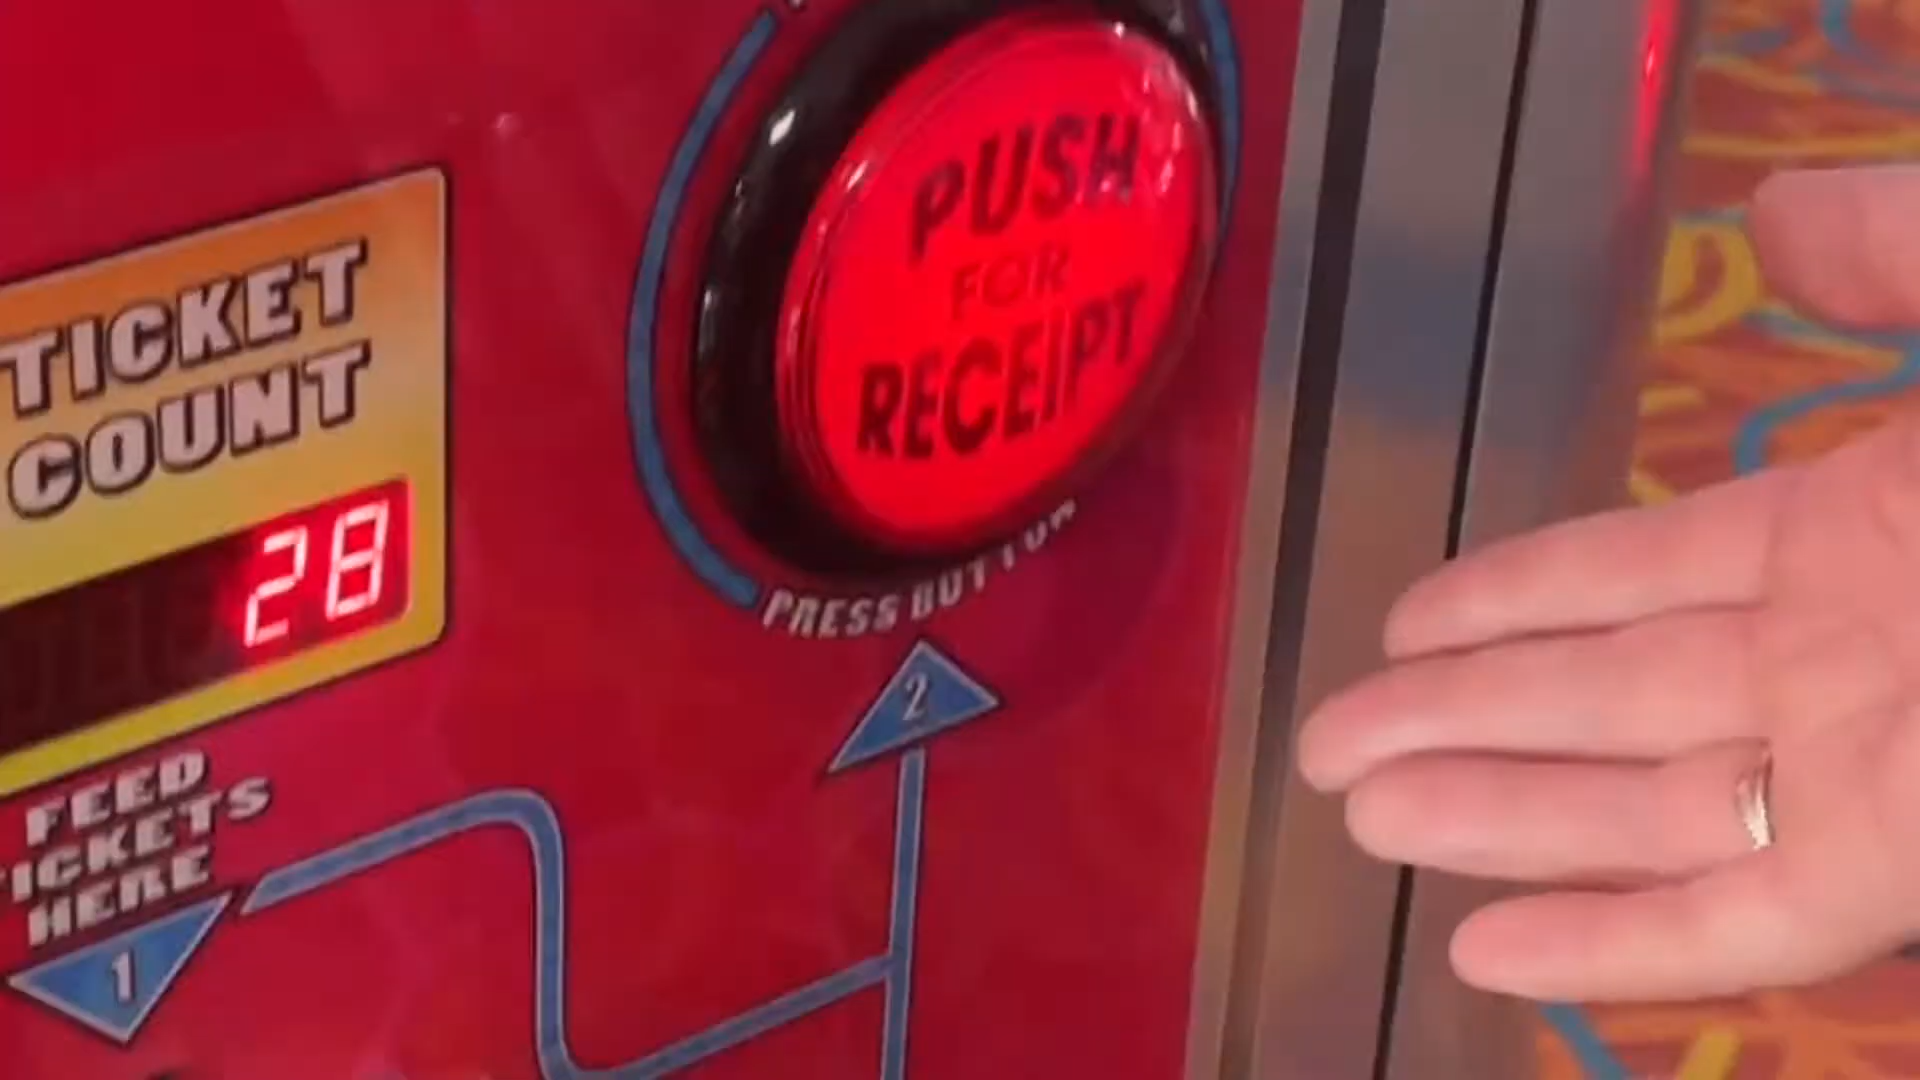 TICKET
COUNT
28
PUSH
FOR
RECEIPT
PRESS BUTTON
2
FEED
TICKETS
HERE
1